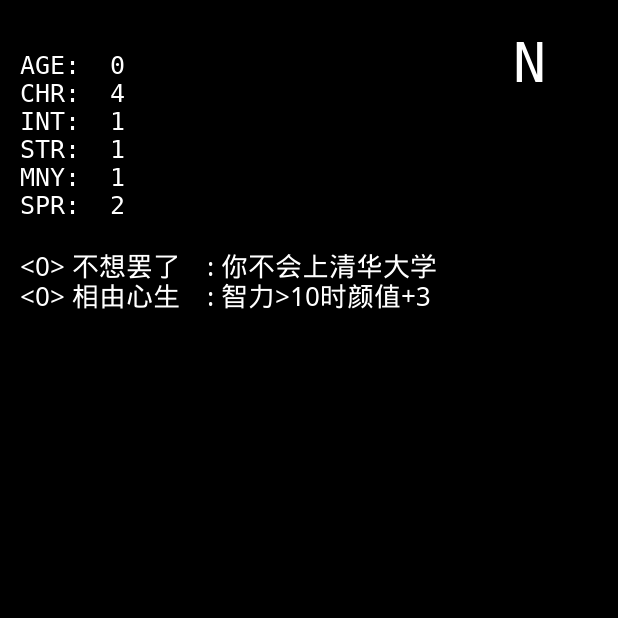 N
AGE: 0
CHR: 4
INT: 1
STR: 1
MNY: 1
SPR: 2
<0> 不想罢了 : 你不会上清华大学
<0> 相由心生 : 智力>10时颜值+3